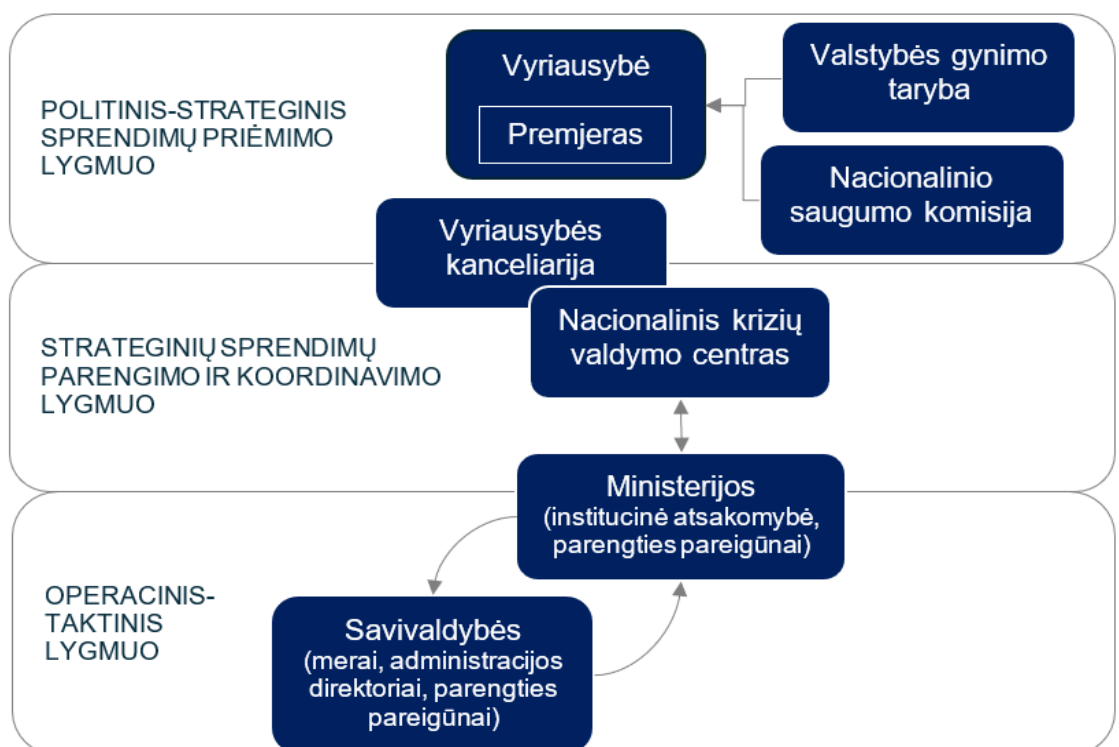 POLITINIS-STRATEGINIS
SPRENDIMŲ PRIĖMIMO
LYGMUO
Vyriausybė
Premjeras
Valstybės gynimo
taryba
Nacionalinio
saugumo komisija
Vyriausybės
kanceliarija
STRATEGINIŲ SPRENDIMŲ
PARENGIMO IR KOORDINAVIMO
LYGMUO
Nacionalinis krizių
valdymo centras
Ministerijos
(institucinė atsakomybė,
parengties pareigūnai)
OPERACINIS-
TAKTINIS
LYGMUO
Savivaldybės
(merai, administracijos
direktoriai, parengties
pareigūnai)